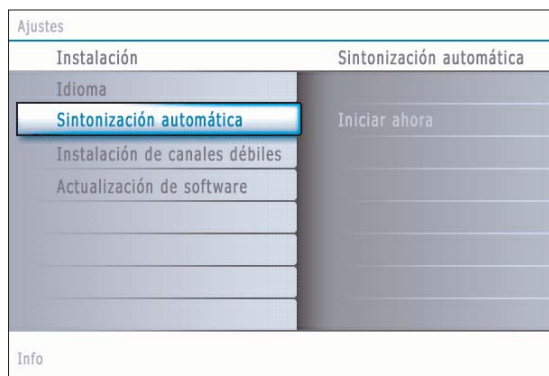 Ajustes
Instalación Sintonización automática
Idioma
Sintonización automática Iniciar ahora
Instalación de canales débiles
Actualización de software
Info